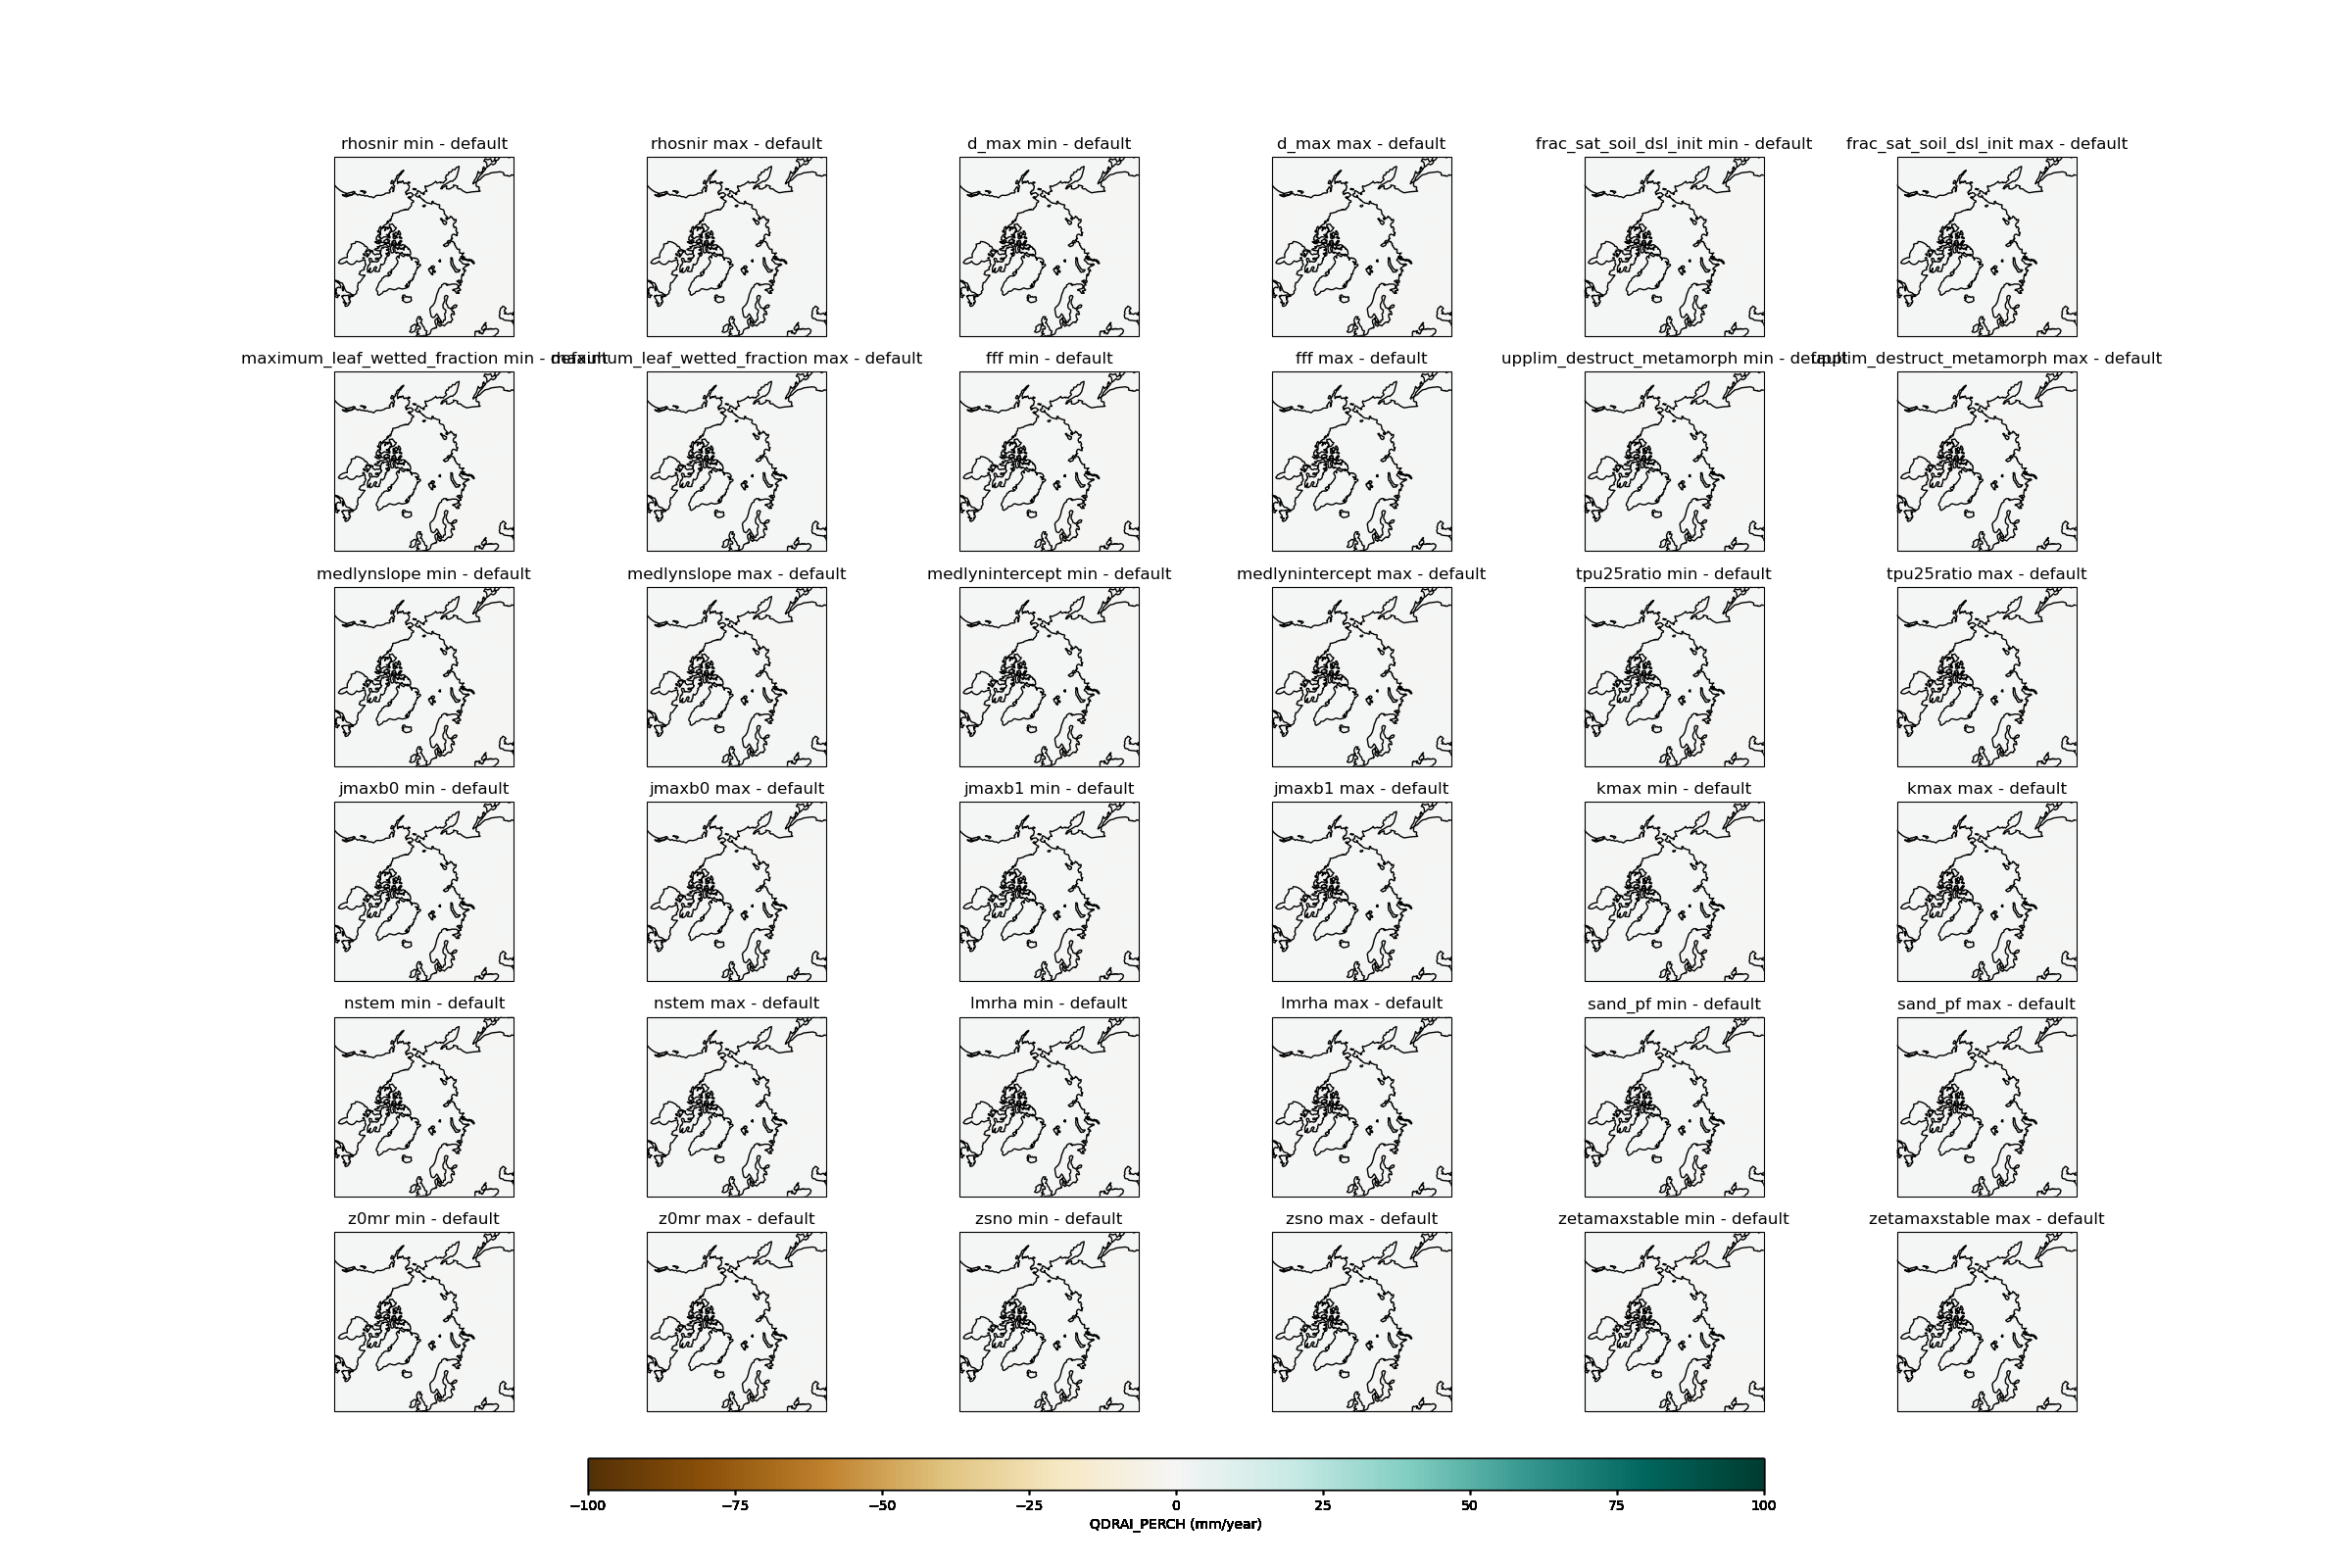 rhosnir min - default
rhosnir max - default
d_max min - default
d_max max - default
frac_sat_soil_dsl_init min - default
frac_sat_soil_dsl_init max - default
maximum_leaf_wetted_fraction min - default
maximum_leaf_wetted_fraction max - default
fff min - default
fff max - default
upplim_destruct_metamorph min - default
upplim_destruct_metamorph max - default
medlynslope min - default
medlynslope max - default
medlynintercept min - default
medlynintercept max - default
tpu25ratio min - default
tpu25ratio max - default
jmaxb0 min - default
jmaxb0 max - default
jmaxb1 min - default
jmaxb1 max - default
kmax min - default
kmax max - default
nstem min - default
nstem max - default
lmrha min - default
lmrha max - default
sand_pf min - default
sand_pf max - default
z0mr min - default
z0mr max - default
zsno min - default
zsno max - default
zetamaxstable min - default
zetamaxstable max - default
−100 −75 −50 −25 0 25 50 75 100
QDRAI_PERCH (mm/year)